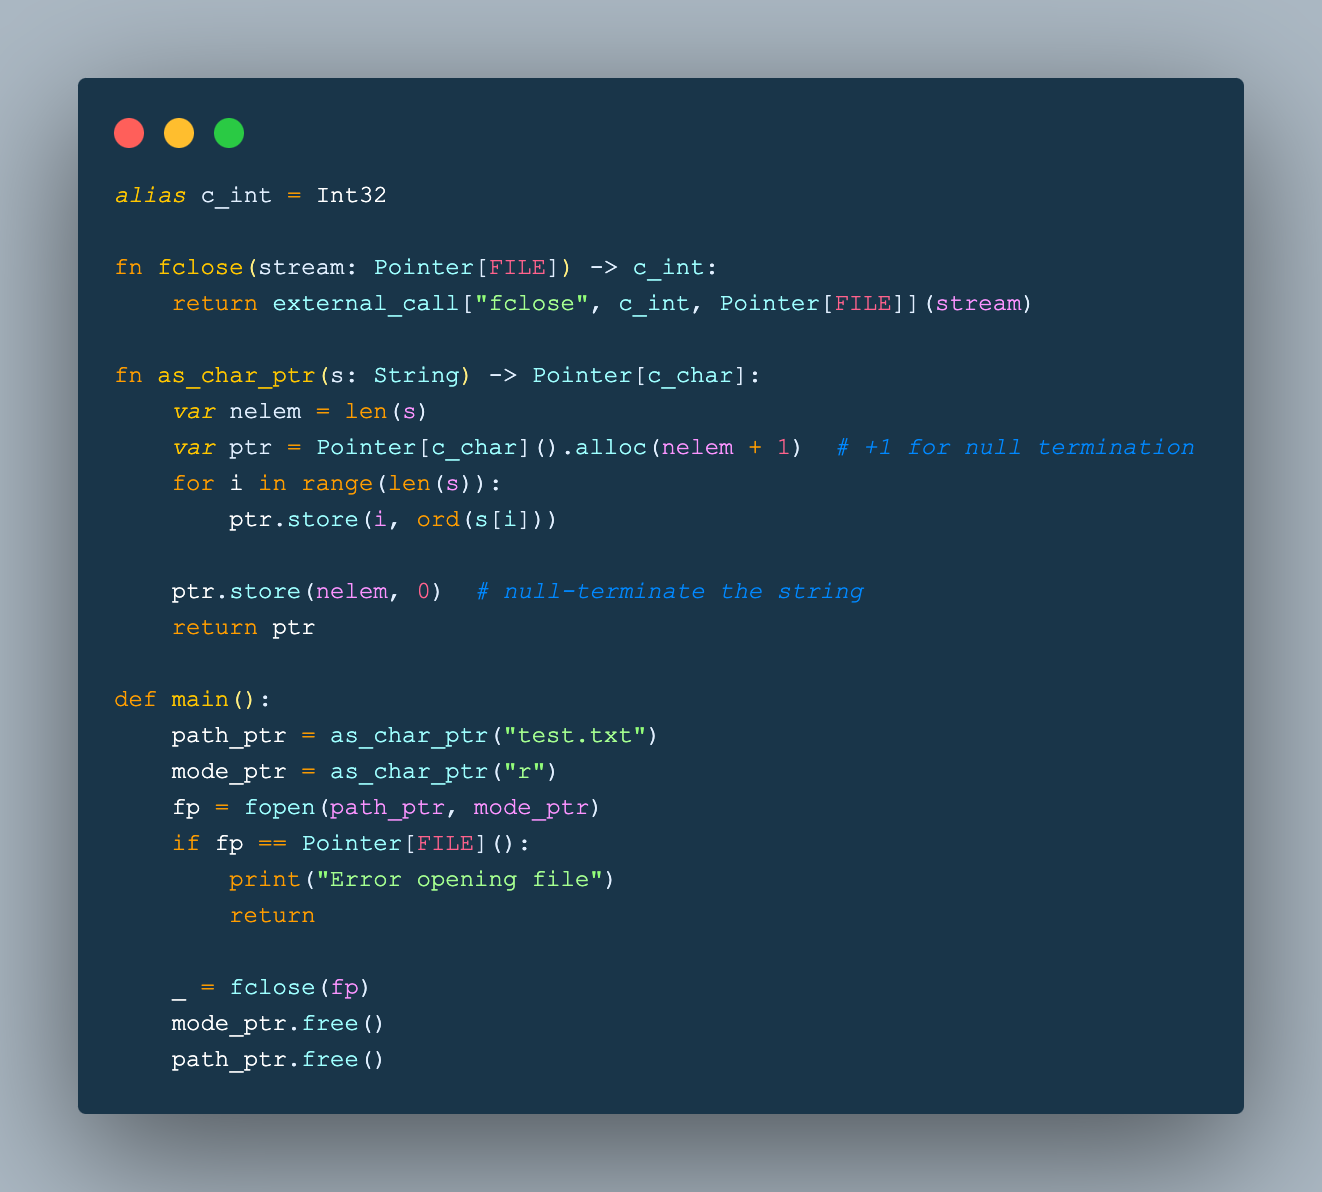 alias c_int = Int32
fn fclose(stream: Pointer[FILE]) -> c_int:
    return external_call["fclose", c_int, Pointer[FILE]](stream)
fn as_char_ptr(s: String) -> Pointer[c_char]:
    var nelem = len(s)
    var ptr = Pointer[c_char]().alloc(nelem + 1)  # +1 for null termination
    for i in range(len(s)):
        ptr.store(i, ord(s[i]))
    ptr.store(nelem, 0)  # null-terminate the string
    return ptr
def main():
    path_ptr = as_char_ptr("test.txt")
    mode_ptr = as_char_ptr("r")
    fp = fopen(path_ptr, mode_ptr)
    if fp == Pointer[FILE]():
        print("Error opening file")
        return
    _ = fclose(fp)
    mode_ptr.free()
    path_ptr.free()